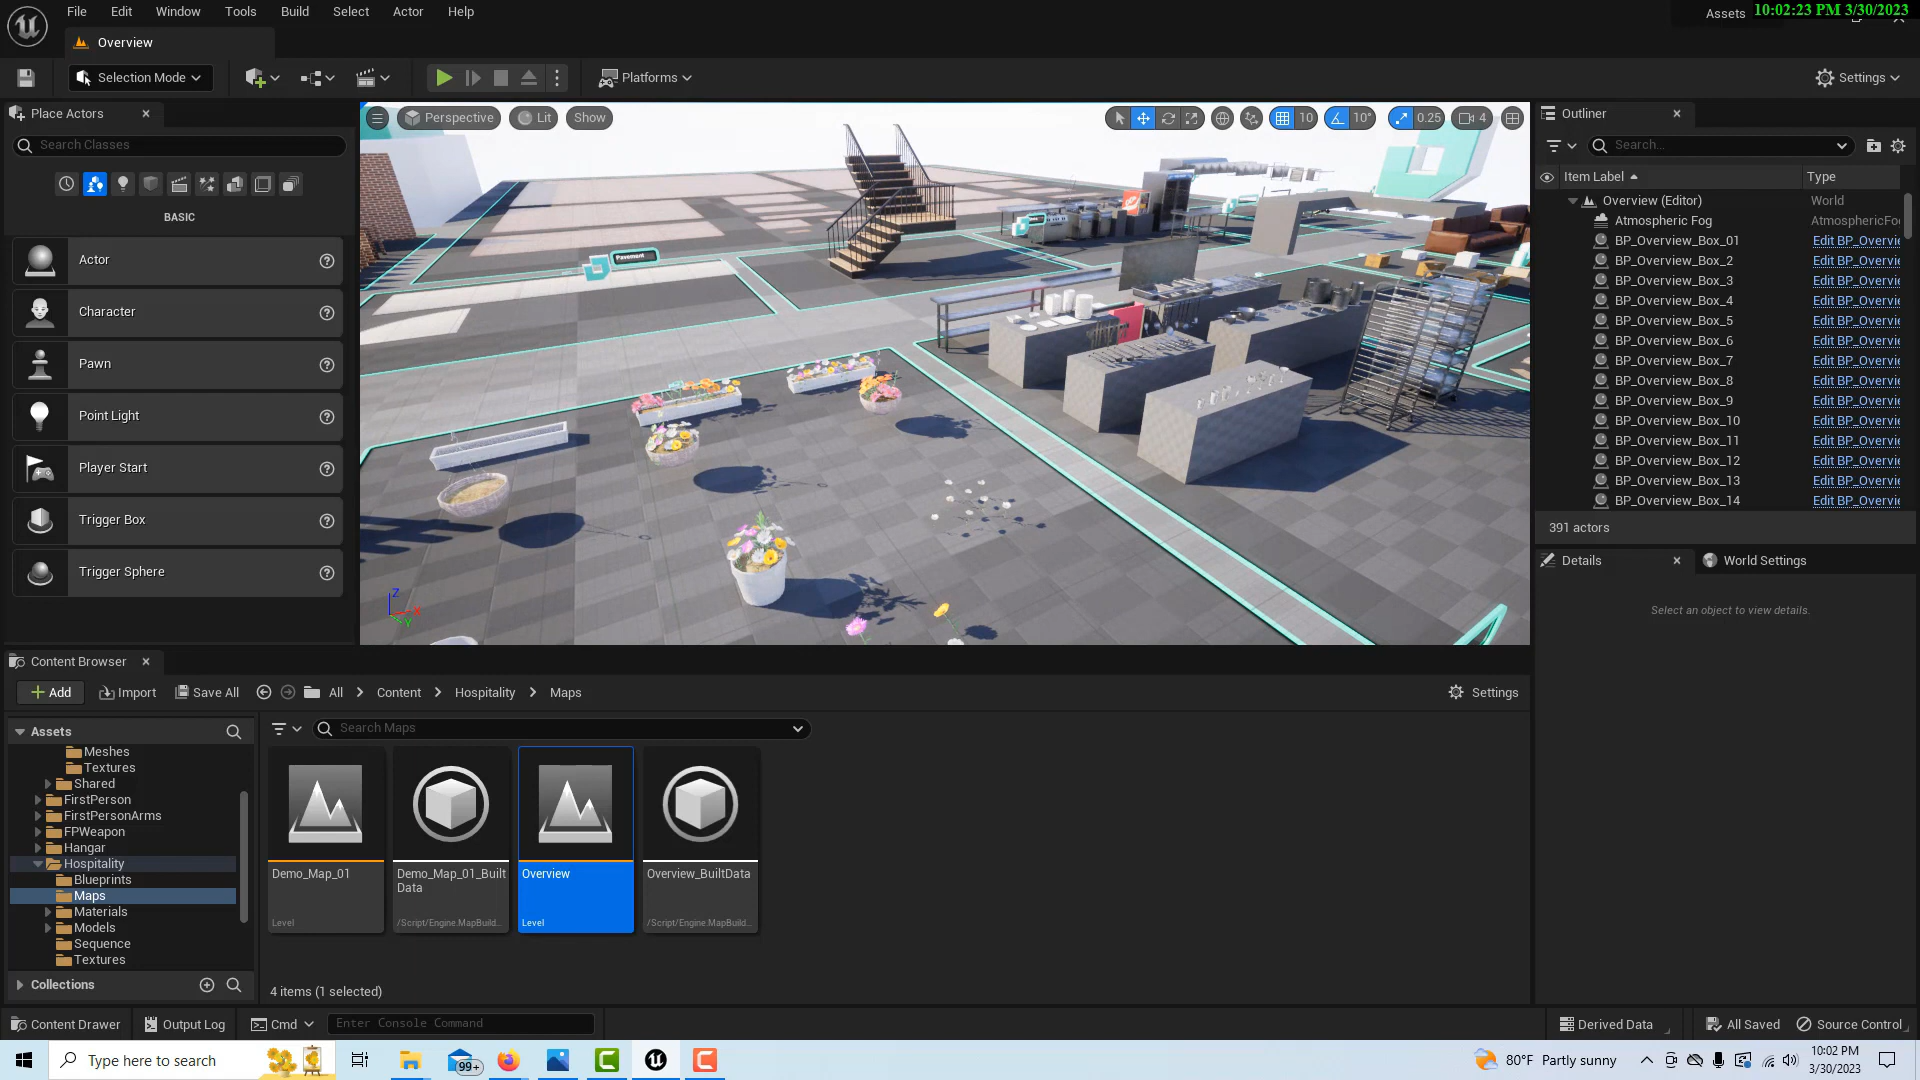 File Edit Window Tools Build Select Actor Help
Assets 10:02:23 PM 3/30/2023
Overview
Selection Mode
Platforms
Settings
Place Actors
Search Classes
BASIC
Actor
Character
Pawn
Point Light
Player Start
Trigger Box
Trigger Sphere
Perspective Lit Show
10 10° 0.25 4
Pavement
Z
X
Y
Outliner
Search...
Item Label Type
Overview (Editor) World
Atmospheric Fog AtmosphericFo
BP_Overview_Box_01 Edit BP_Overvie
BP_Overview_Box_2 Edit BP_Overvie
BP_Overview_Box_3 Edit BP_Overvie
BP_Overview_Box_4 Edit BP_Overvie
BP_Overview_Box_5 Edit BP_Overvie
BP_Overview_Box_6 Edit BP_Overvie
BP_Overview_Box_7 Edit BP_Overvie
BP_Overview_Box_8 Edit BP_Overvie
BP_Overview_Box_9 Edit BP_Overvie
BP_Overview_Box_10 Edit BP_Overvie
BP_Overview_Box_11 Edit BP_Overvie
BP_Overview_Box_12 Edit BP_Overvie
BP_Overview_Box_13 Edit BP_Overvie
BP_Overview_Box_14 Edit BP_Overvie
391 actors
Details World Settings
Select an object to view details.
Content Browser
Add Import Save All All Content Hospitality Maps Settings
Assets
Meshes
Textures
Shared
FirstPerson
FirstPersonArms
FPWeapon
Hangar
Hospitality
Blueprints
Maps
Materials
Models
Sequence
Textures
Collections
Search Maps
Demo_Map_01
Level
Demo_Map_01_Built
Data
/Script/Engine.MapBuild...
Overview
Level
Overview_BuiltData
/Script/Engine.MapBuild...
4 items (1 selected)
Content Drawer Output Log Cmd Enter Console Command Derived Data All Saved Source Control
Type here to search 99+ 80°F Partly sunny 10:02 PM
3/30/2023